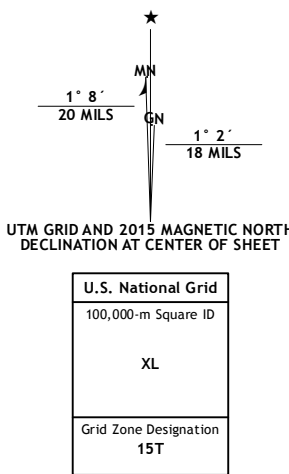 ★
MN
1° 8´
20 MILS
GN
1° 2´
18 MILS
UTM GRID AND 2015 MAGNETIC NORTH
DECLINATION AT CENTER OF SHEET
U.S. National Grid
100,000-m Square ID
XL
Grid Zone Designation
15T